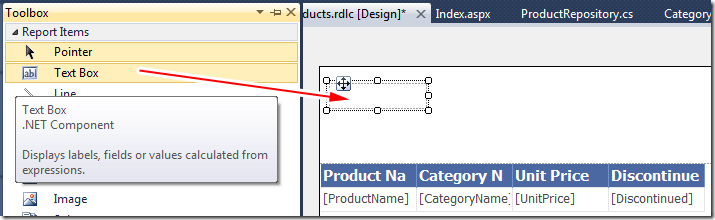 Toolbox
Report Items
Pointer
Text Box
Line
Text Box
.NET Component
Displays labels, fields or values calculated from
expressions.
Image
ducts.rdlc [Design]* Index.aspx ProductRepository.cs Category
Product Na Category N Unit Price Discontinue
[ProductName] [CategoryName] [UnitPrice] [Discontinued]